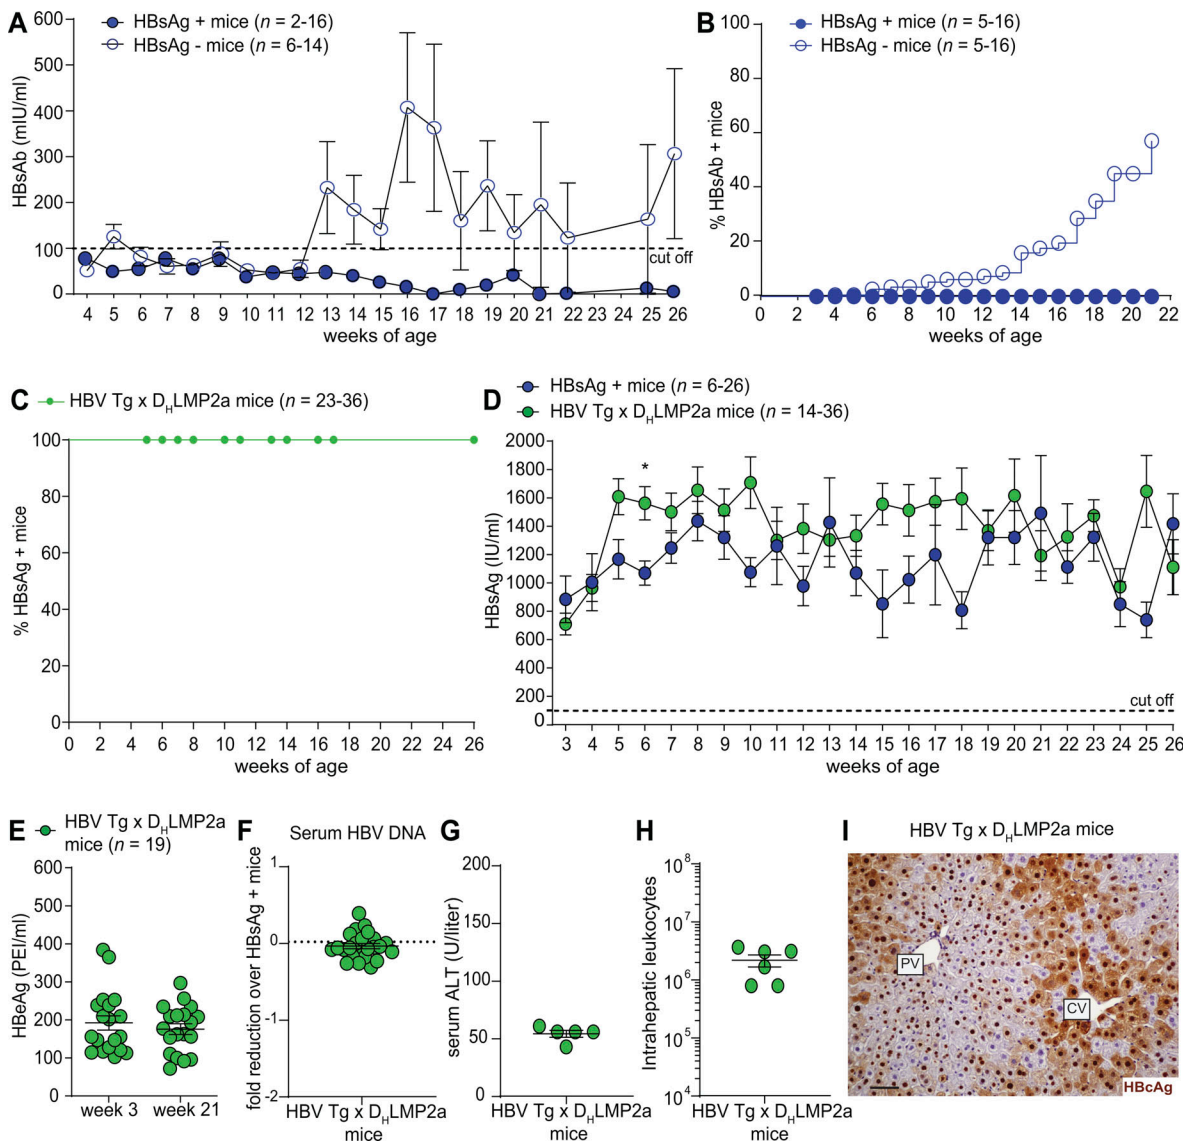 A
HBsAg + mice (n = 2-16)
HBsAg - mice (n = 6-14)
HBsAb (mIU/ml)
600
500
400
300
200
100
0
cut off
4 5 6 7 8 9 10 11 12 13 14 15 16 17 18 19 20 21 22 23 24 25 26
weeks of age
B
HBsAg + mice (n = 5-16)
HBsAg - mice (n = 5-16)
% HBsAb + mice
100
80
60
40
20
0
0 2 4 6 8 10 12 14 16 18 20 22
weeks of age
C
HBV Tg x DHLMP2a mice (n = 23-36)
% HBsAg + mice
100
80
60
40
20
0
0 2 4 6 8 10 12 14 16 18 20 22 24 26
weeks of age
D
HBsAg + mice (n = 6-26)
HBV Tg x DHLMP2a mice (n = 14-36)
HBsAg (IU/ml)
2000
1800
1600
1400
1200
1000
800
600
400
200
0
*
cut off
3 4 5 6 7 8 9 10 11 12 13 14 15 16 17 18 19 20 21 22 23 24 25 26
weeks of age
E
HBV Tg x DHLMP2a
mice (n = 19)
HBeAg (PEI/ml)
600
500
400
300
200
100
0
week 3 week 21
F
Serum HBV DNA
fold reduction over HBsAg + mice
1
0
-1
-2
HBV Tg x DHLMP2a
mice
G
serum ALT (U/liter)
200
150
100
50
0
HBV Tg x DHLMP2a
mice
H
Intrahepatic leukocytes
10^8
10^7
10^6
10^5
10^4
HBV Tg x DHLMP2a
mice
I
HBV Tg x DHLMP2a mice
PV
CV
HBcAg